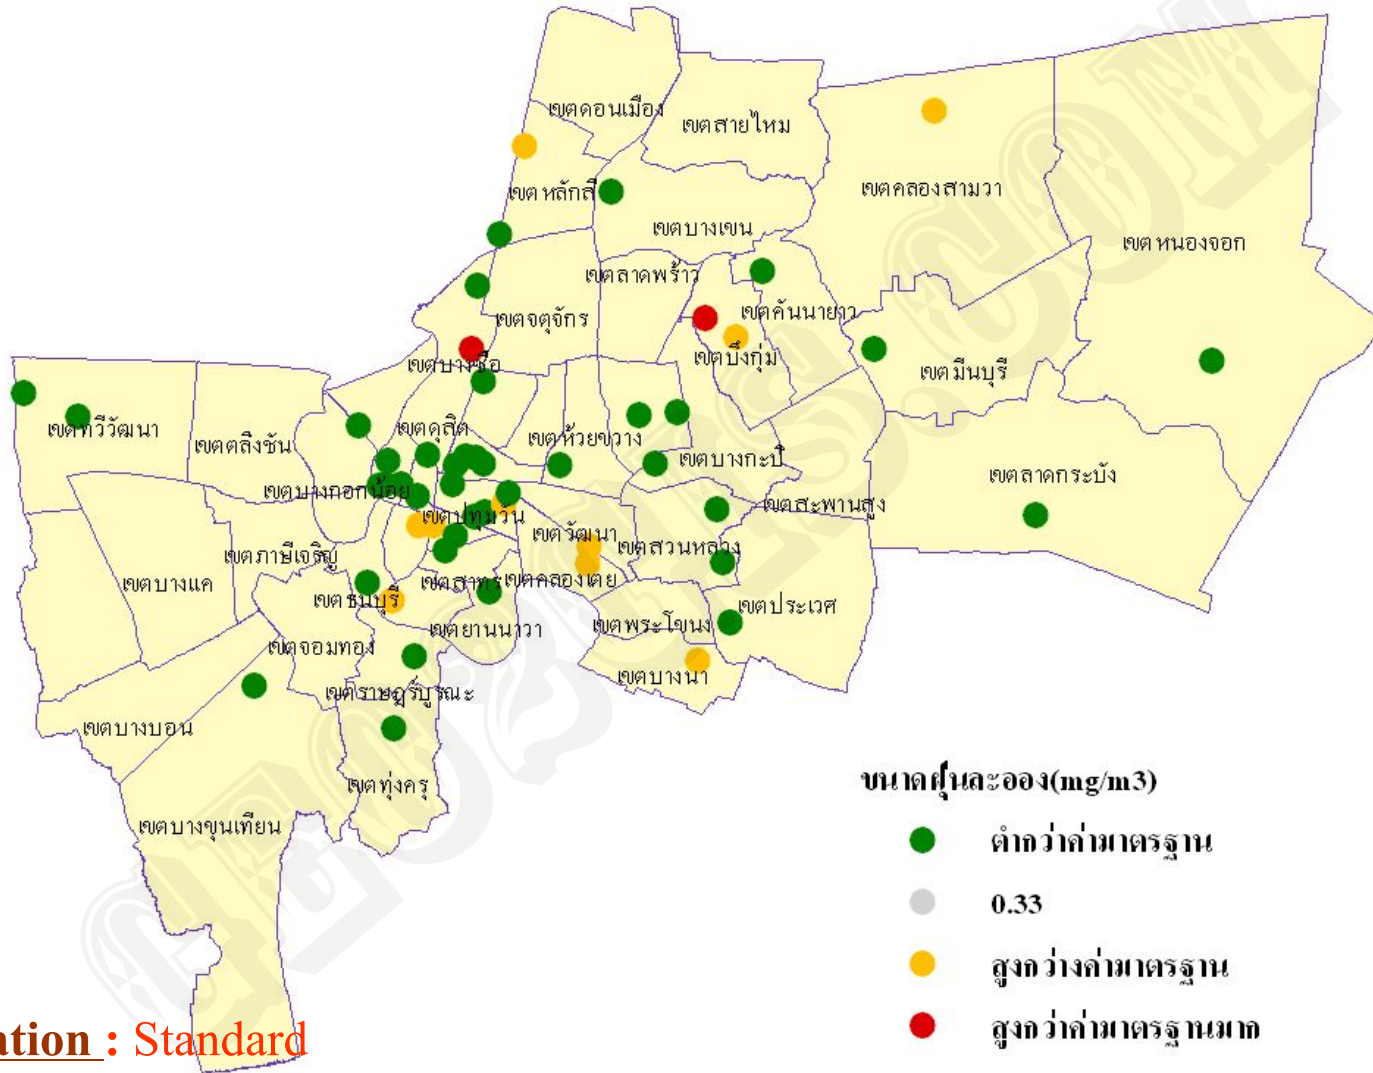 เขตดอนเมือง
เขตสายไหม
เขตหลักสี่
เขตคลองสามวา
เขตบางเขน
เขตหนองจอก
เขตลาดพร้าว
เขตคันนายาว
เขตจตุจักร
เขตบึงกุ่ม
เขตบางซื่อ
เขตมีนบุรี
เขตทวีวัฒนา
เขตดุสิต
เขตตลิ่งชัน
เขตห้วยขวาง
เขตบางกะปิ
เขตลาดกระบัง
เขตบางกอกน้อย
เขตสะพานสูง
เขตปทุมวัน
เขตวัฒนา
เขตสวนหลวง
เขตภาษีเจริญ
เขตบางแค
เขตสาทร
เขตคลองเตย
เขตธนบุรี
เขตประเวศ
เขตพระโขนง
เขตยานนาวา
เขตจอมทอง
เขตบางนา
เขตราษฎร์บูรณะ
เขตบางบอน
เขตทุ่งครุ
เขตบางขุนเทียน
ขนาดฝุ่นละออง(mg/m3)
ต่ำกว่าค่ามาตรฐาน
0.33
สูงกว่างค่ามาตรฐาน
สูงกว่าค่ามาตรฐานมาก
ation : Standard
GEO2GIS.COM